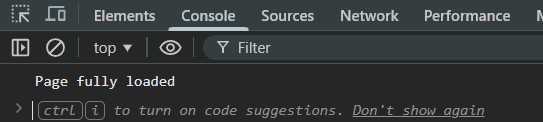 Elements Console Sources Network Performance
top ▼ Filter
Page fully loaded
> ctrl i to turn on code suggestions. Don't show again